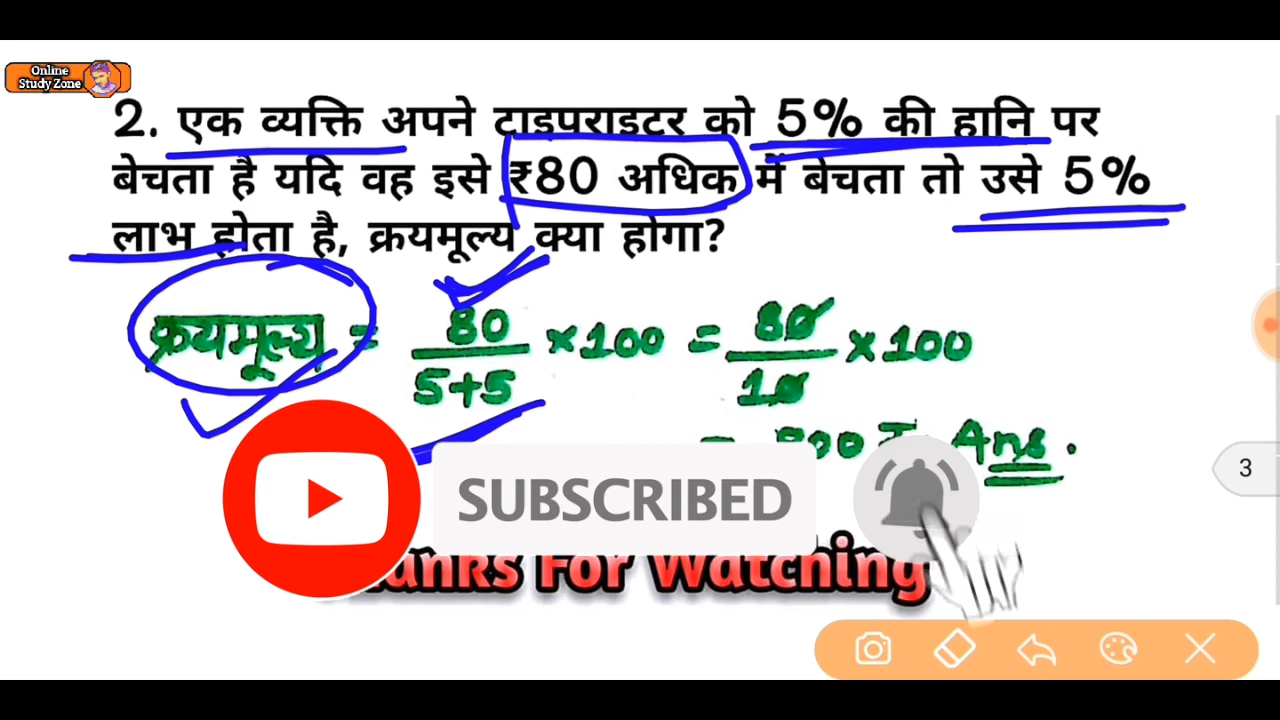 Online
Study Zone
2. एक व्यक्ति अपने टाइपराइटर को 5% की हानि पर
बेचता है यदि वह इसे ₹80 अधिक में बेचता तो उसे 5%
लाभ होता है, क्रयमूल्य क्या होगा?
क्रयमूल्य = 80/5+5 ×100 = 80/10 ×100
= 800 ₹ Ans.
3
SUBSCRIBED
For Watching